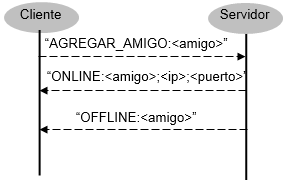 Cliente
Servidor
“AGREGAR_AMIGO:<amigo>”
“ONLINE:<amigo>;<ip>;<puerto>”
“OFFLINE:<amigo>”